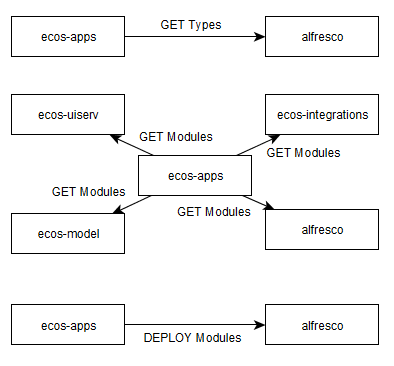 GET Types
ecos-apps
alfresco
ecos-uiserv
ecos-integrations
GET Modules
GET Modules
ecos-apps
GET Modules
GET Modules
ecos-model
alfresco
ecos-apps
alfresco
DEPLOY Modules